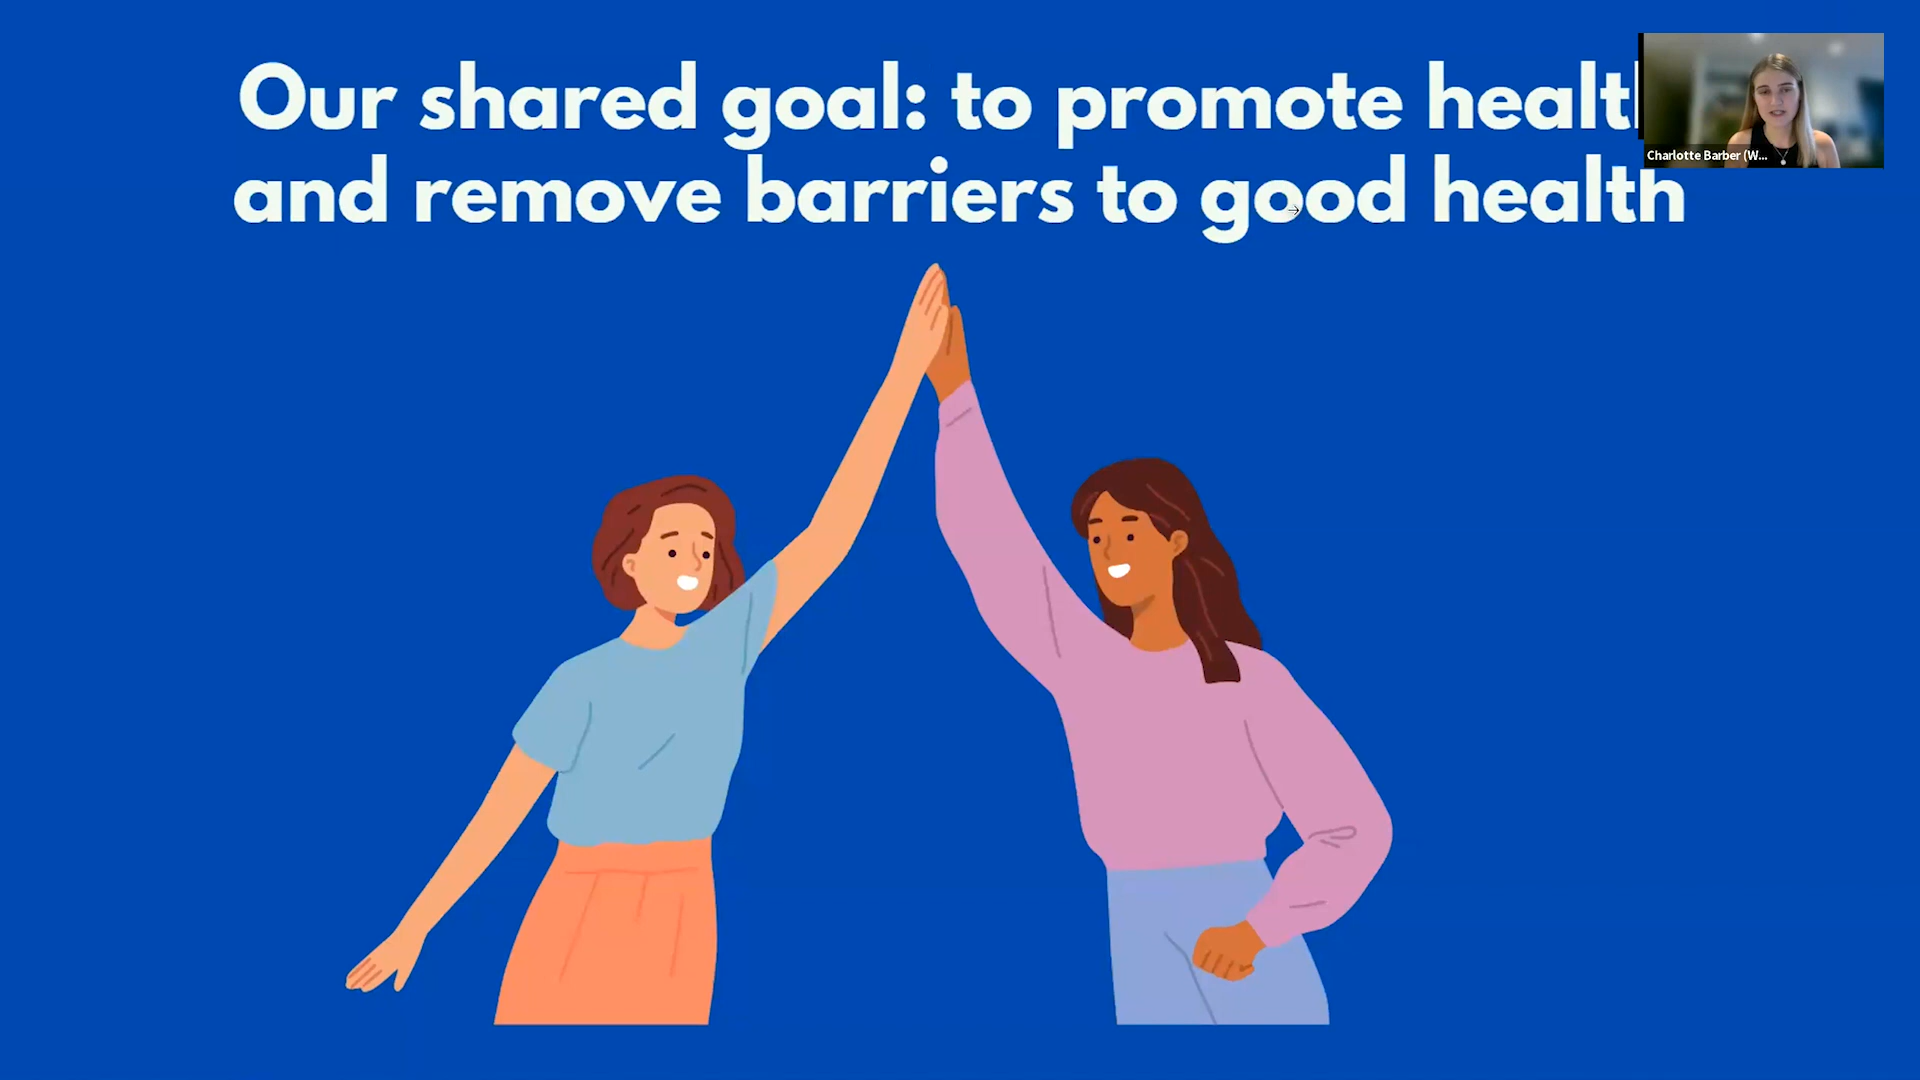 Our shared goal: to promote healt
and remove barriers to good health
Charlotte Barber (W...